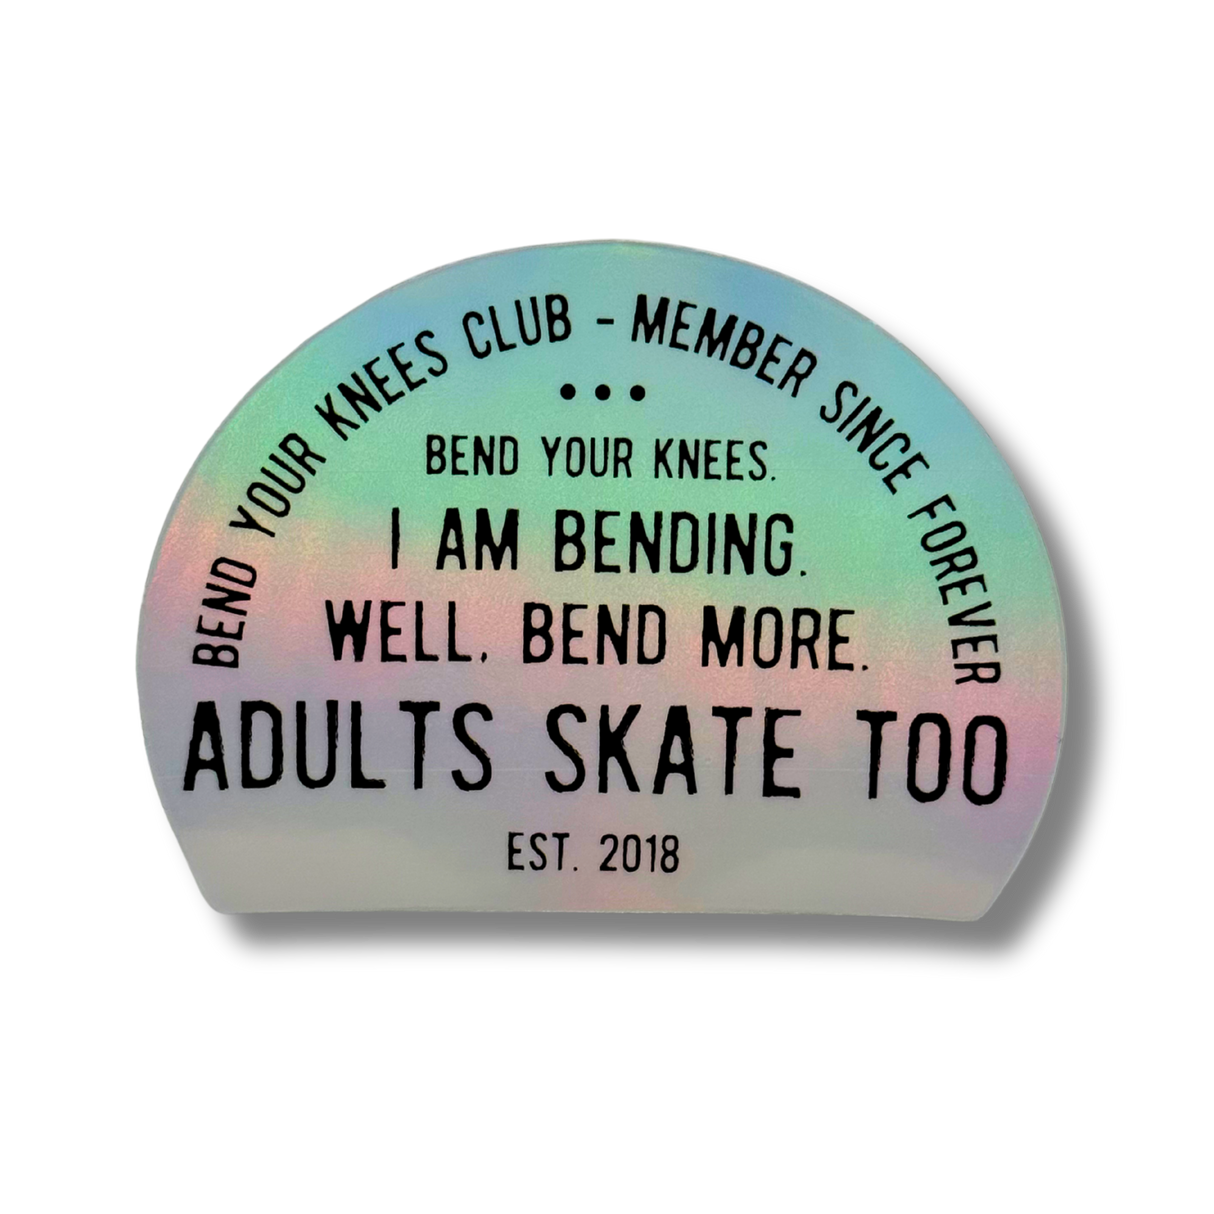 BEND YOUR KNEES CLUB - MEMBER SINCE FOREVER
...
BEND YOUR KNEES.
I AM BENDING.
WELL, BEND MORE.
ADULTS SKATE TOO
EST. 2018